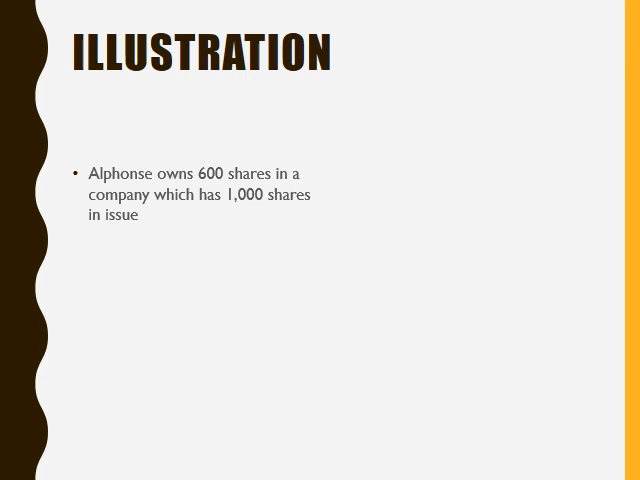 ILLUSTRATION
• Alphonse owns 600 shares in a
company which has 1,000 shares
in issue